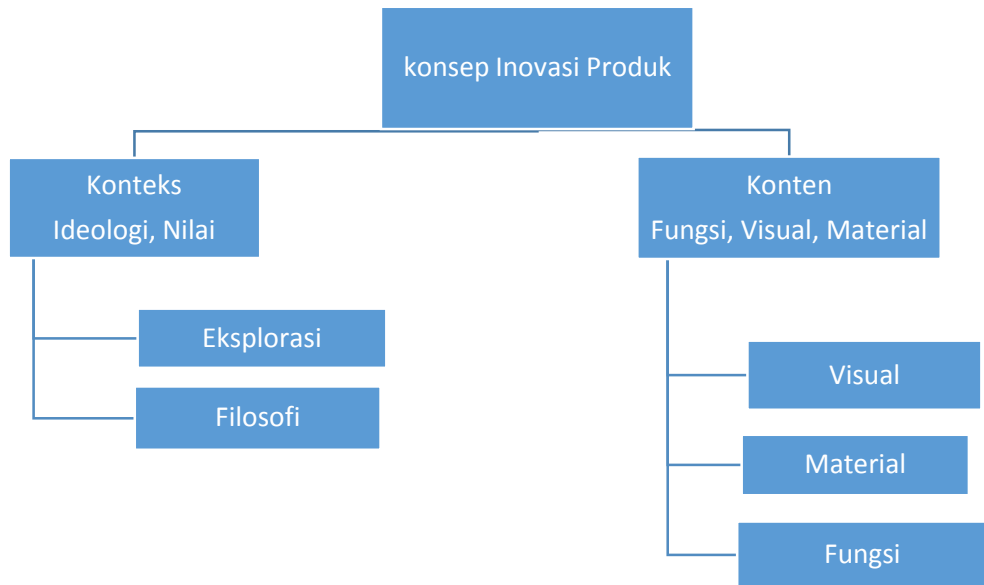 konsep Inovasi Produk
Konteks
Ideologi, Nilai
Eksplorasi
Filosofi
Konten
Fungsi, Visual, Material
Visual
Material
Fungsi